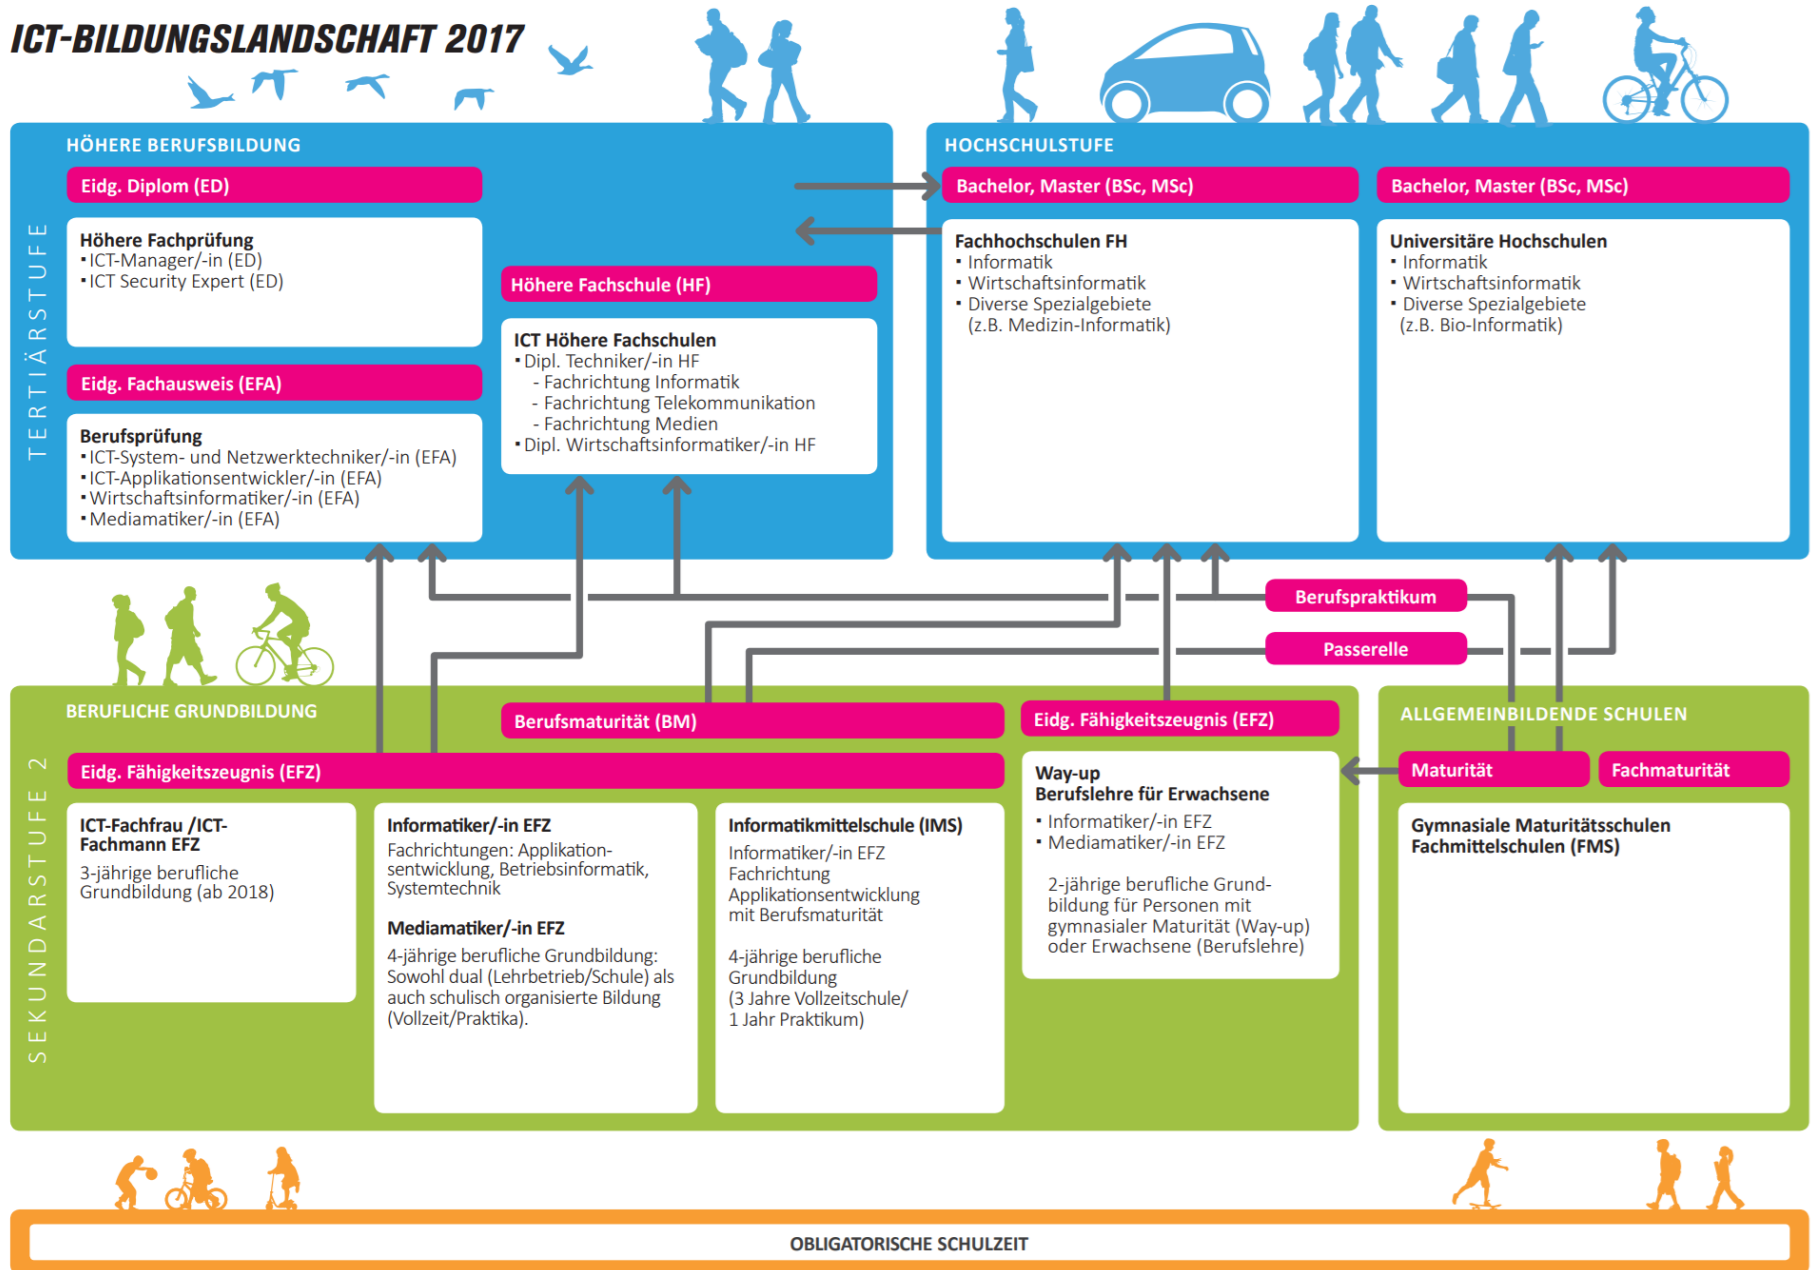 ICT-BILDUNGSLANDSCHAFT 2017
TERTIÄRSTUFE
HÖHERE BERUFSBILDUNG
Eidg. Diplom (ED)
Höhere Fachprüfung
▪ ICT-Manager/-in (ED)
▪ ICT Security Expert (ED)
Eidg. Fachausweis (EFA)
Berufsprüfung
▪ ICT-System- und Netzwerktechniker/-in (EFA)
▪ ICT-Applikationsentwickler/-in (EFA)
▪ Wirtschaftsinformatiker/-in (EFA)
▪ Mediamatiker/-in (EFA)
Höhere Fachschule (HF)
ICT Höhere Fachschulen
▪ Dipl. Techniker/-in HF
- Fachrichtung Informatik
- Fachrichtung Telekommunikation
- Fachrichtung Medien
▪ Dipl. Wirtschaftsinformatiker/-in HF
HOCHSCHULSTUFE
Bachelor, Master (BSc, MSc)
Fachhochschulen FH
▪ Informatik
▪ Wirtschaftsinformatik
▪ Diverse Spezialgebiete
(z.B. Medizin-Informatik)
Bachelor, Master (BSc, MSc)
Universitäre Hochschulen
▪ Informatik
▪ Wirtschaftsinformatik
▪ Diverse Spezialgebiete
(z.B. Bio-Informatik)
Berufspraktikum
Passerelle
SEKUNDARSTUFE 2
BERUFLICHE GRUNDBILDUNG
Berufsmaturität (BM)
Eidg. Fähigkeitszeugnis (EFZ)
ICT-Fachfrau /ICT-
Fachmann EFZ
3-jährige berufliche
Grundbildung (ab 2018)
Informatiker/-in EFZ
Fachrichtungen: Applikation-
sentwicklung, Betriebsinformatik,
Systemtechnik
Mediamatiker/-in EFZ
4-jährige berufliche Grundbildung:
Sowohl dual (Lehrbetrieb/Schule) als
auch schulisch organisierte Bildung
(Vollzeit/Praktika).
Informatikmittelschule (IMS)
Informatiker/-in EFZ
Fachrichtung
Applikationsentwicklung
mit Berufsmaturität
4-jährige berufliche
Grundbildung
(3 Jahre Vollzeitschule/
1 Jahr Praktikum)
Eidg. Fähigkeitszeugnis (EFZ)
Way-up
Berufslehre für Erwachsene
▪ Informatiker/-in EFZ
▪ Mediamatiker/-in EFZ
2-jährige berufliche Grund-
bildung für Personen mit
gymnasialer Maturität (Way-up)
oder Erwachsene (Berufslehre)
ALLGEMEINBILDENDE SCHULEN
Maturität
Fachmaturität
Gymnasiale Maturitätsschulen
Fachmittelschulen (FMS)
OBLIGATORISCHE SCHULZEIT